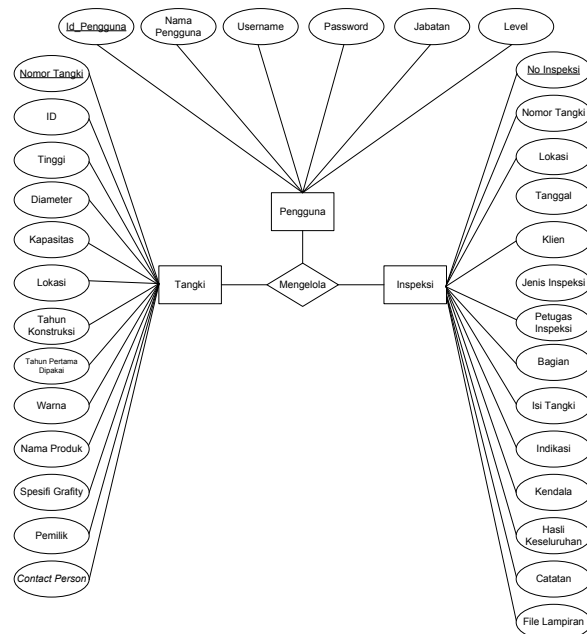 Id_Pengguna
Nama
Pengguna
Username
Password
Jabatan
Level
Nomor Tangki
ID
Tinggi
Diameter
Kapasitas
Lokasi
Tahun
Konstruksi
Tahun Pertama
Dipakai
Warna
Nama Produk
Spesifi Grafity
Pemilik
Contact Person
Pengguna
Tangki
Mengelola
Inspeksi
No Inspeksi
Nomor Tangki
Lokasi
Tanggal
Klien
Jenis Inspeksi
Petugas
Inspeksi
Bagian
Isi Tangki
Indikasi
Kendala
Hasli
Keseluruhan
Catatan
File Lampiran